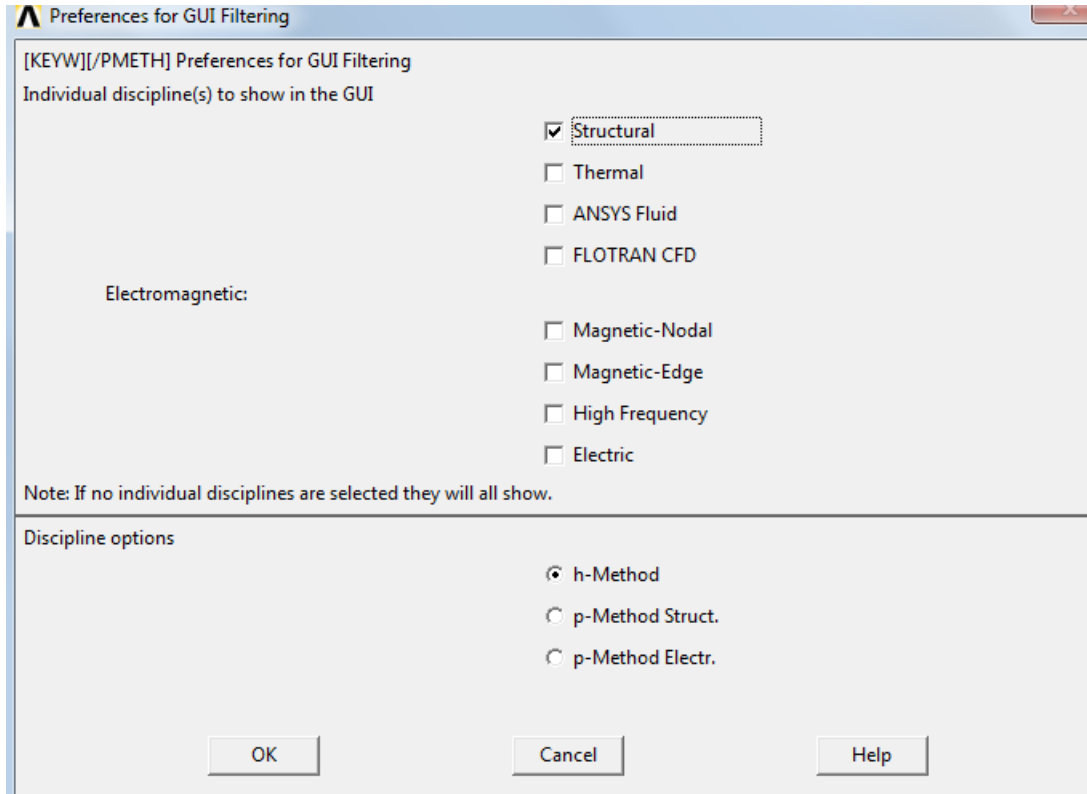 Preferences for GUI Filtering
[KEYW][/PMETH] Preferences for GUI Filtering
Individual discipline(s) to show in the GUI
Structural
Thermal
ANSYS Fluid
FLOTRAN CFD
Electromagnetic:
Magnetic-Nodal
Magnetic-Edge
High Frequency
Electric
Note: If no individual disciplines are selected they will all show.
Discipline options
h-Method
p-Method Struct.
p-Method Electr.
OK Cancel Help